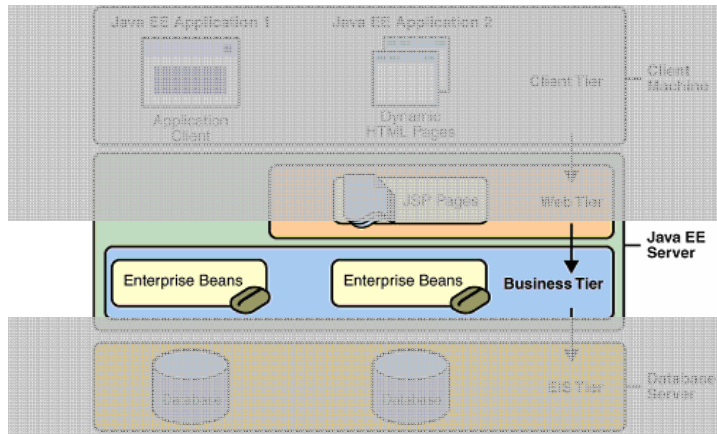 Java EE Application 1
Java EE Application 2
Application
Client
Dynamic
HTML Pages
Client Tier
Client
Machine
JSP Pages
Web Tier
Java EE
Server
Enterprise Beans
Enterprise Beans
Business Tier
Database
Database
EIS Tier
Database
Server